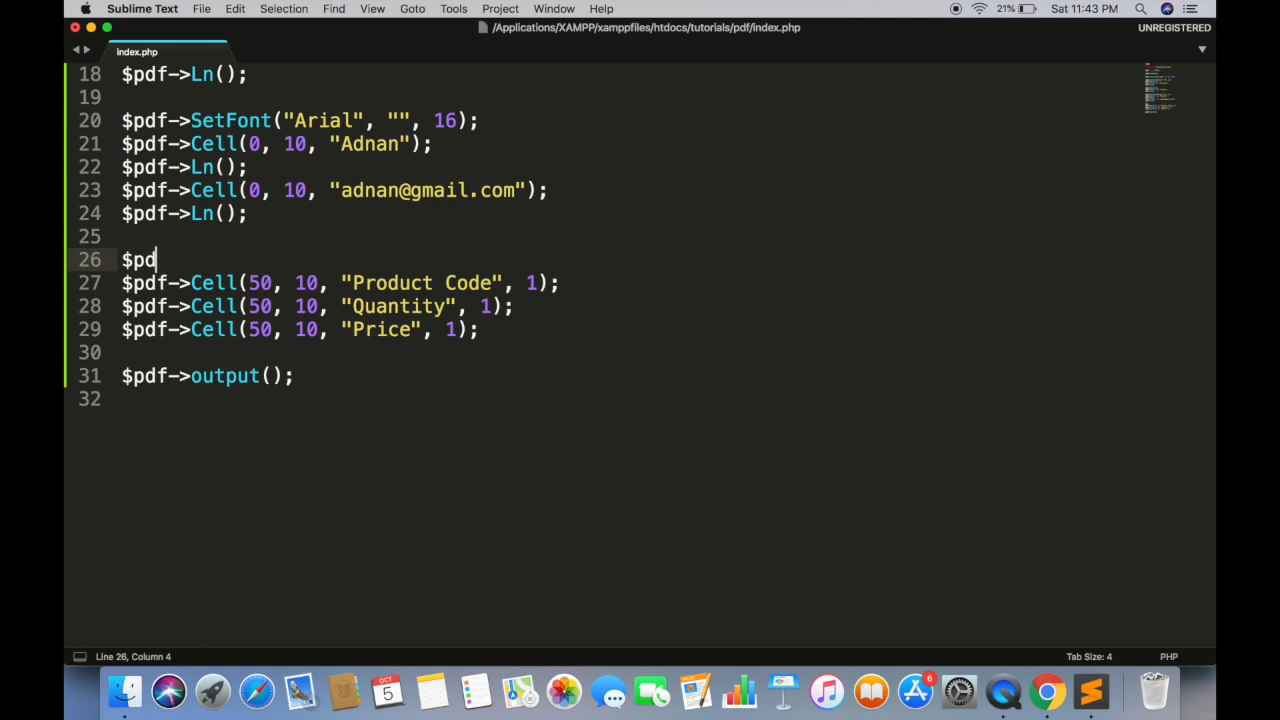 Sublime Text File Edit Selection Find View Goto Tools Project Window Help 21% Sat 11:43 PM
/Applications/XAMPP/xamppfiles/htdocs/tutorials/pdf/index.php UNREGISTERED
index.php
18 $pdf->Ln();
19
20 $pdf->SetFont("Arial", "", 16);
21 $pdf->Cell(0, 10, "Adnan");
22 $pdf->Ln();
23 $pdf->Cell(0, 10, "adnan@gmail.com");
24 $pdf->Ln();
25
26 $pd
27 $pdf->Cell(50, 10, "Product Code", 1);
28 $pdf->Cell(50, 10, "Quantity", 1);
29 $pdf->Cell(50, 10, "Price", 1);
30
31 $pdf->output();
32
Line 26, Column 4 Tab Size: 4 PHP
OCT
5
6